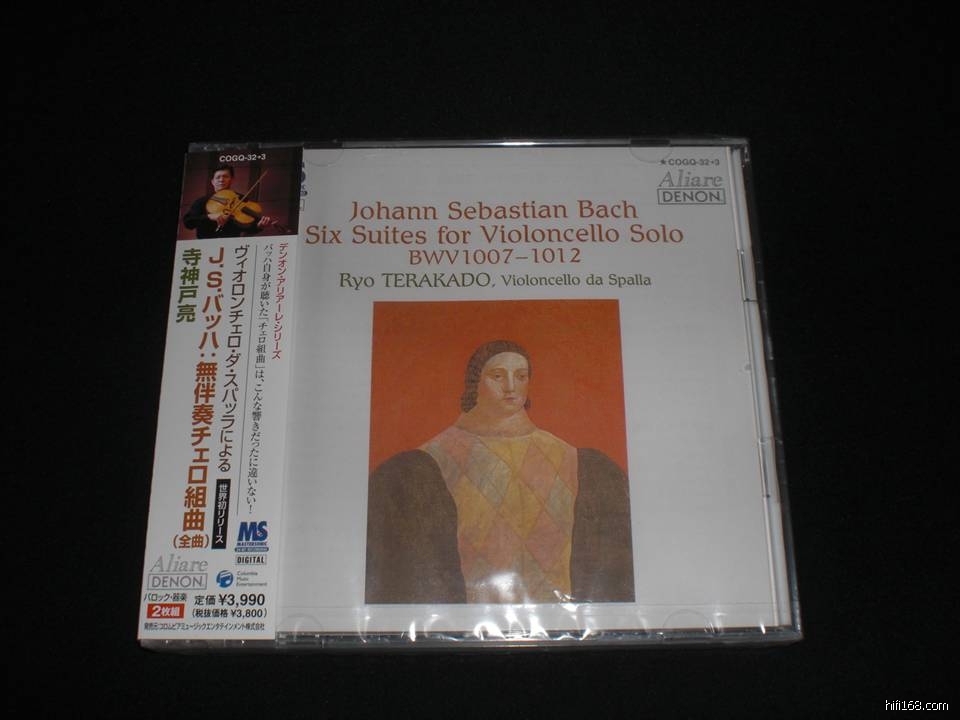 COGQ-32→3
デンオン・アリアーレ・シリーズ
バッハ自身が聴いた「チェロ組曲」は、こんな響きだったに違いない！
ヴィオロンチェロ・ダ・スパッラによる
世界初リリース
J.S.バッハ：無伴奏チェロ組曲
（全曲）
寺神戸亮
MS
MASTERSONIC
DIGITAL
Aliare
DENON
Columbia
Music
Entertainment
バロック・器楽
2枚組
定価 ¥3,990
（税抜価格 ¥3,800）
発売元:コロムビアミュージックエンタテインメント株式会社
★COGQ-32→3
Aliare
DENON
Johann Sebastian Bach
Six Suites for Violoncello Solo
BWV1007–1012
Ryo TERAKADO, Violoncello da Spalla
hifi168.com